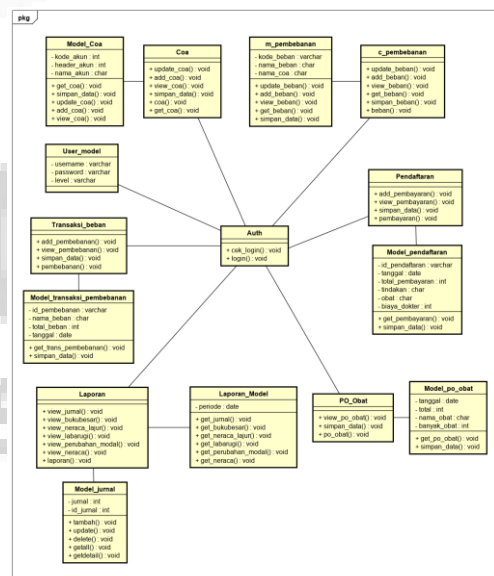 pkg
Model_Coa
- kode_akun : int
- header_akun : int
- nama_akun : char
+ get_coa() : void
+ simpan_data() : void
+ update_coa() : void
+ add_coa() : void
+ view_coa() : void
Coa
+ update_coa() : void
+ add_coa() : void
+ view_coa() : void
+ simpan_data() : void
+ coa() : void
+ get_coa() : void
m_pembebanan
- kode_beban : varchar
- nama_beban : char
- nama_coa : char
+ update_beban() : void
+ add_beban() : void
+ view_beban() : void
+ get_beban() : void
+ simpan_data() : void
c_pembebanan
+ update_beban() : void
+ add_beban() : void
+ view_beban() : void
+ get_beban() : void
+ simpan_beban() : void
+ beban() : void
User_model
- username : varchar
- password : varchar
- level : varchar
Pendaftaran
+ add_pembayaran() : void
+ view_pembayaran() : void
+ simpan_data() : void
+ pembayaran() : void
Transaksi_beban
+ add_pembebanan() : void
+ view_pembebanan() : void
+ simpan_data() : void
+ pembebanan() : void
Auth
+ cek_login() : void
+ login() : void
Model_pendaftaran
- id_pendaftaran : varchar
- tanggal : date
- total_pembayaran : int
- tindakan : char
- obat : char
- biaya_dokter : int
+ get_pembayaran() : void
+ simpan_data() : void
Model_transaksi_pembebanan
- id_pembebanan : varchar
- nama_beban : char
- total_beban : int
- tanggal : date
+ get_trans_pembebanan() : void
+ simpan_data() : void
Laporan
+ view_jurnal() : void
+ view_bukubesar() : void
+ view_neraca_lajur() : void
+ view_labarugi() : void
+ view_perubahan_modal() : void
+ view_neraca() : void
+ laporan() : void
Laporan_Model
- periode : date
+ get_jurnal() : void
+ get_bukubesar() : void
+ get_neraca_lajut() : void
+ get_labarugi() : void
+ get_perubahan_modal() : void
+ get_neraca() : void
PO_Obat
+ view_po_obat() : void
+ simpan_data() : void
+ po_obat() : void
Model_po_obat
- tanggal : date
- total : int
- nama_obat : char
- banyak_obat : int
+ get_po_obat() : void
+ simpan_data() : void
Model_jurnal
- jurnal : int
- id_jurnal : int
+ tambah() : void
+ update() : void
+ delete() : void
+ getall() : void
+ getdetail() : void